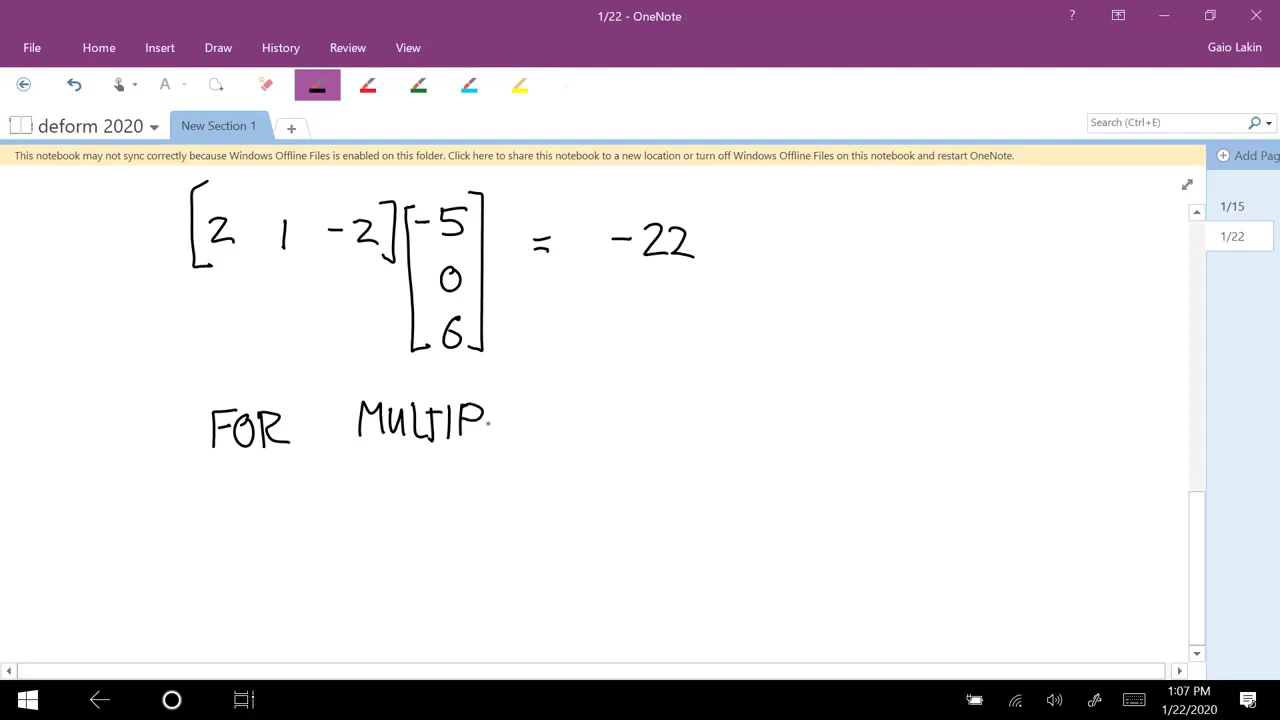 1/22 - OneNote
?
File Home Insert Draw History Review View Gaio Lakin
A
deform 2020 New Section 1 + Search (Ctrl+E)
This notebook may not sync correctly because Windows Offline Files is enabled on this folder. Click here to share this notebook to a new location or turn off Windows Offline Files on this notebook and restart OneNote. Add Pag
1/15
1/22
[2 1 -2] [-5 = -22
0
6]
FOR MULTIP
1:07 PM
1/22/2020